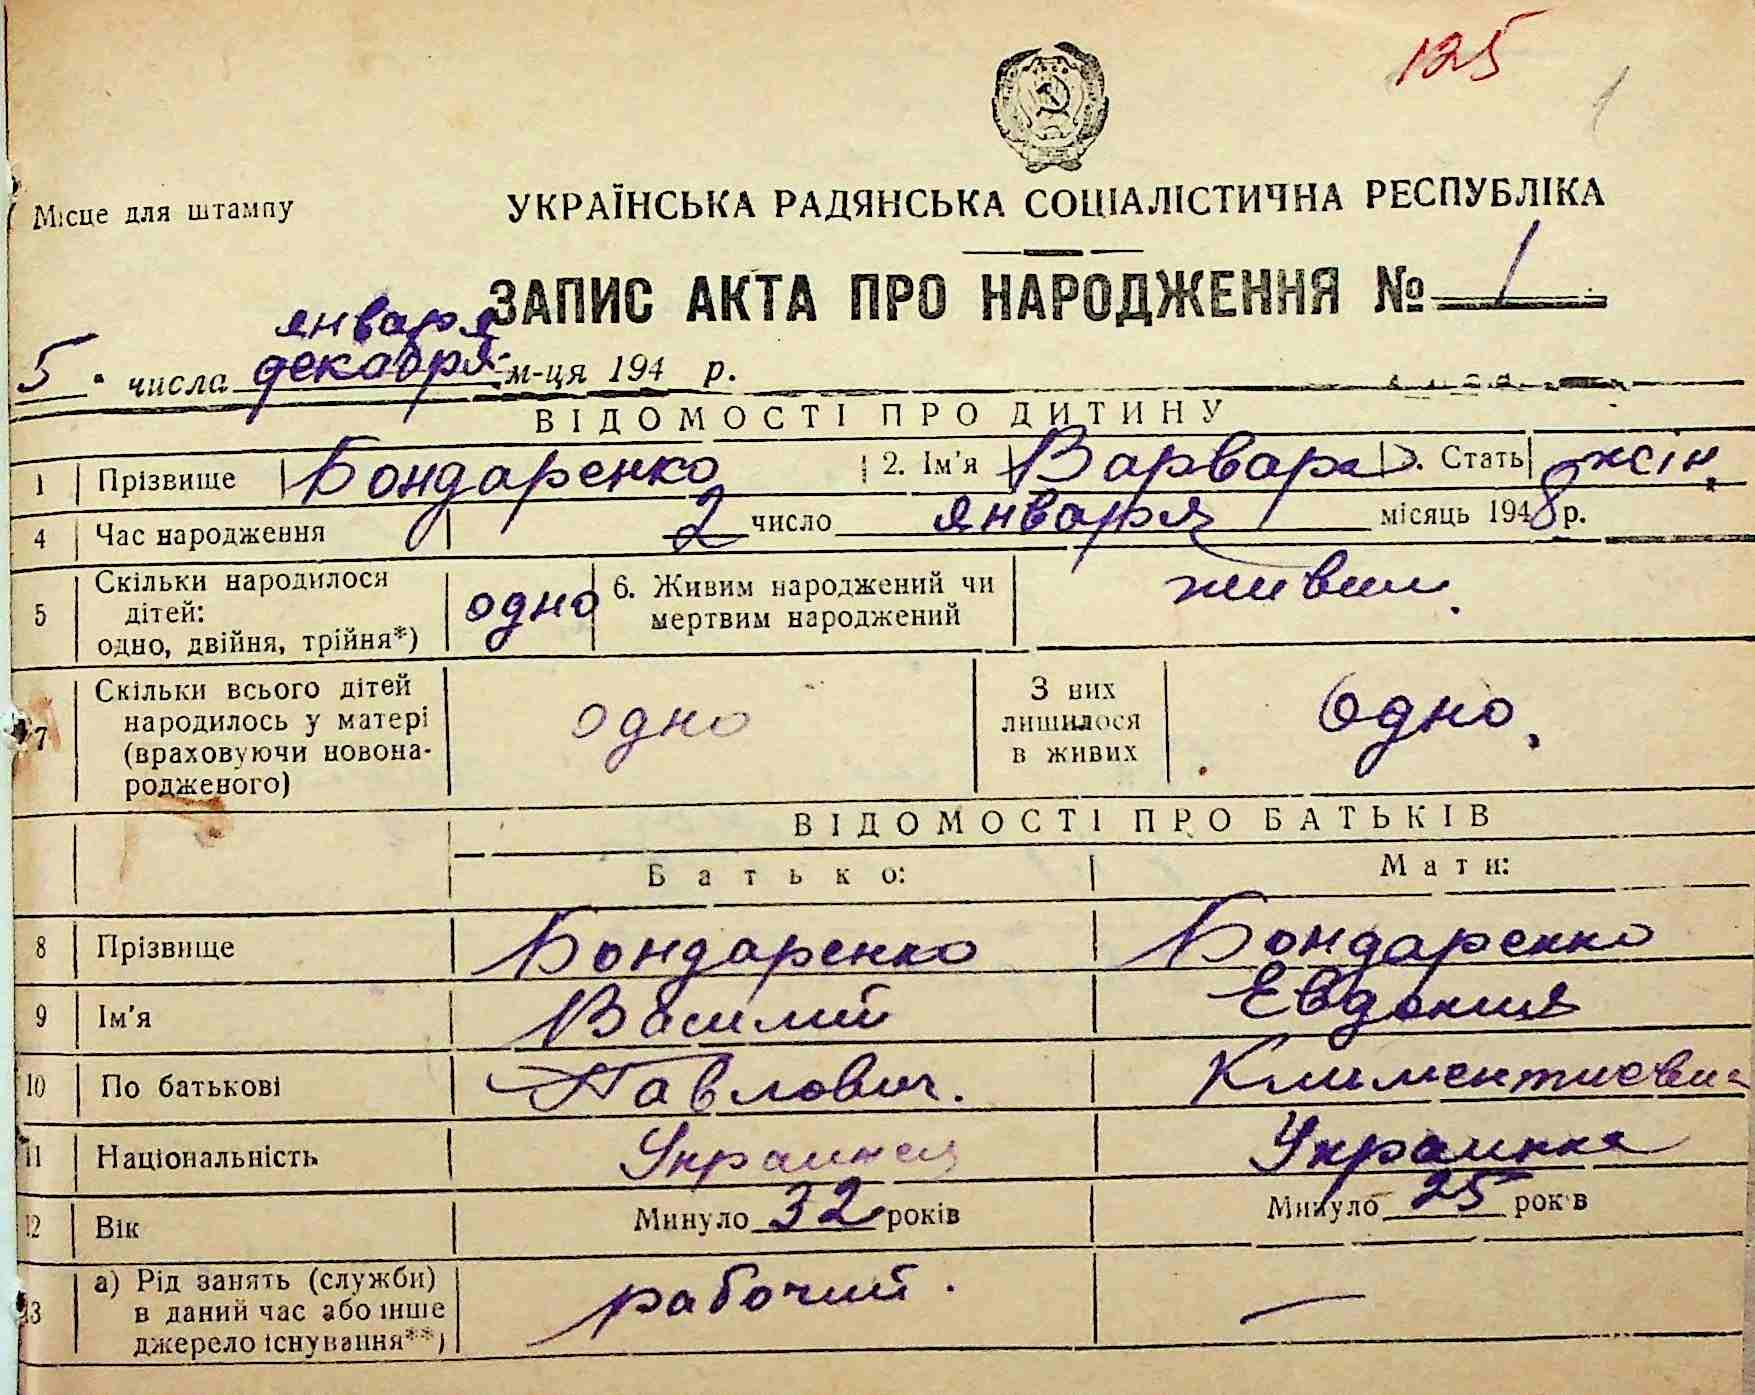 125
Місце для штампу
УКРАЇНСЬКА РАДЯНСЬКА СОЦІАЛІСТИЧНА РЕСПУБЛІКА
ЗАПИС АКТА ПРО НАРОДЖЕННЯ № 1
января
5 числа декабря м-ця 194 р.
ВІДОМОСТІ ПРО ДИТИНУ
1 Прізвище Бондаренко 2. Ім'я Варвара 3. Стать жін.
4 Час народження 2 число января місяць 1948 р.
5 Скільки народилося дітей: одно, двійня, трійня*) одно 6. Живим народжений чи мертвим народжений живим.
7 Скільки всього дітей народилось у матері (враховуючи новонародженого) одно З них лишилося в живих одно.
ВІДОМОСТІ ПРО БАТЬКІВ
Батько: Мати:
8 Прізвище Бондаренко Бондаренко
9 Ім'я Василий Евдокия
10 По батькові Павлович. Климентиевна
11 Національність Украинец Украинка
12 Вік Минуло 32 років Минуло 25 років
13 а) Рід занять (служби) в даний час або інше джерело існування**) рабочий. —